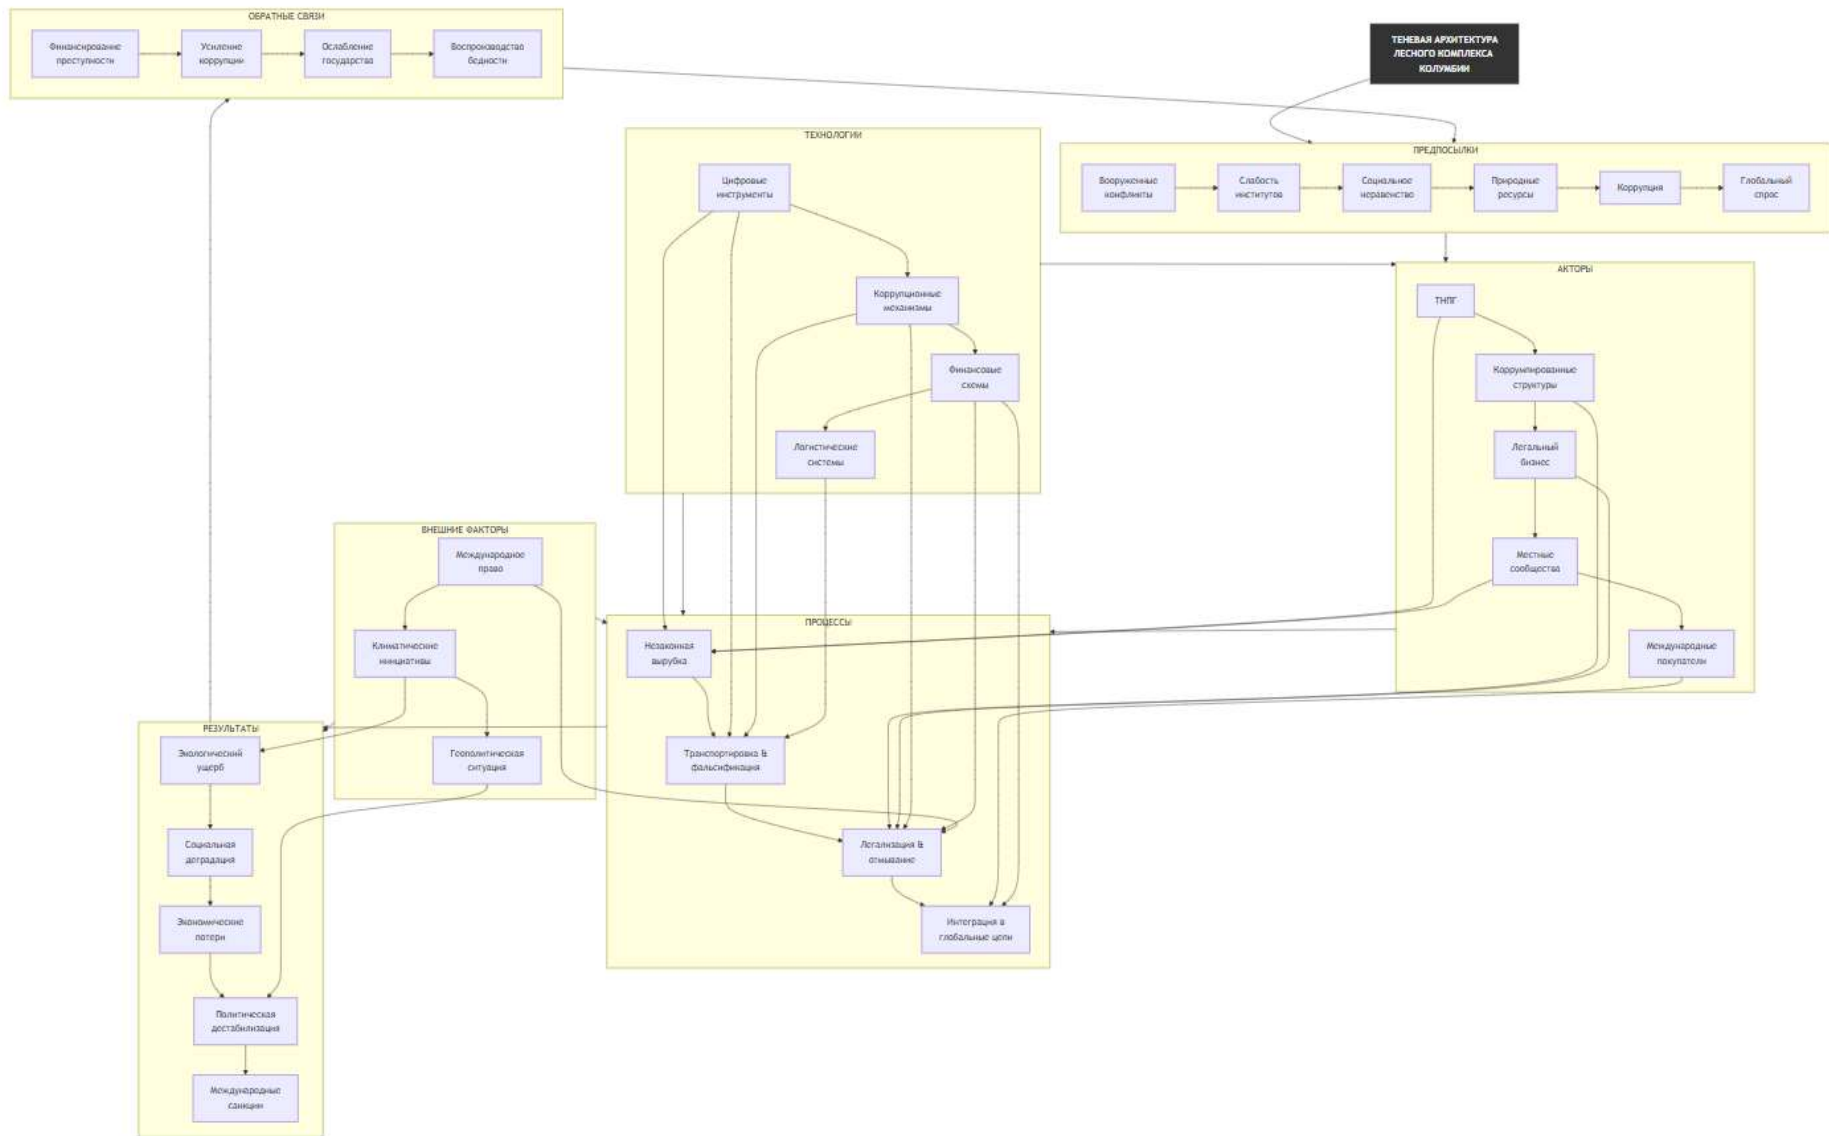 ОБРАТНЫЕ СВЯЗИ
Финансирование
преступности
Усиление
коррупции
Ослабление
государства
Воспроизводство
бедности
ТЕНЕВАЯ АРХИТЕКТУРА
ЛЕСНОГО КОМПЛЕКСА
КОЛУМБИИ
ТЕХНОЛОГИИ
Цифровые
инструменты
Коррупционные
механизмы
Финансовые
схемы
Логистические
системы
ПРЕДПОСЫЛКИ
Вооруженные
конфликты
Слабость
институтов
Социальное
неравенство
Природные
ресурсы
Коррупция
Глобальный
спрос
АКТОРЫ
ТНПГ
Коррумпированные
структуры
Легальный
бизнес
Местные
сообщества
Международные
покупатели
ВНЕШНИЕ ФАКТОРЫ
Международное
право
Климатические
инициативы
Геополитическая
ситуация
ПРОЦЕССЫ
Незаконная
вырубка
Транспортировка &
фальсификация
Легализация &
отмывание
Интеграция в
глобальные цепи
РЕЗУЛЬТАТЫ
Экологический
ущерб
Социальная
деградация
Экономические
потери
Политическая
дестабилизация
Международные
санкции